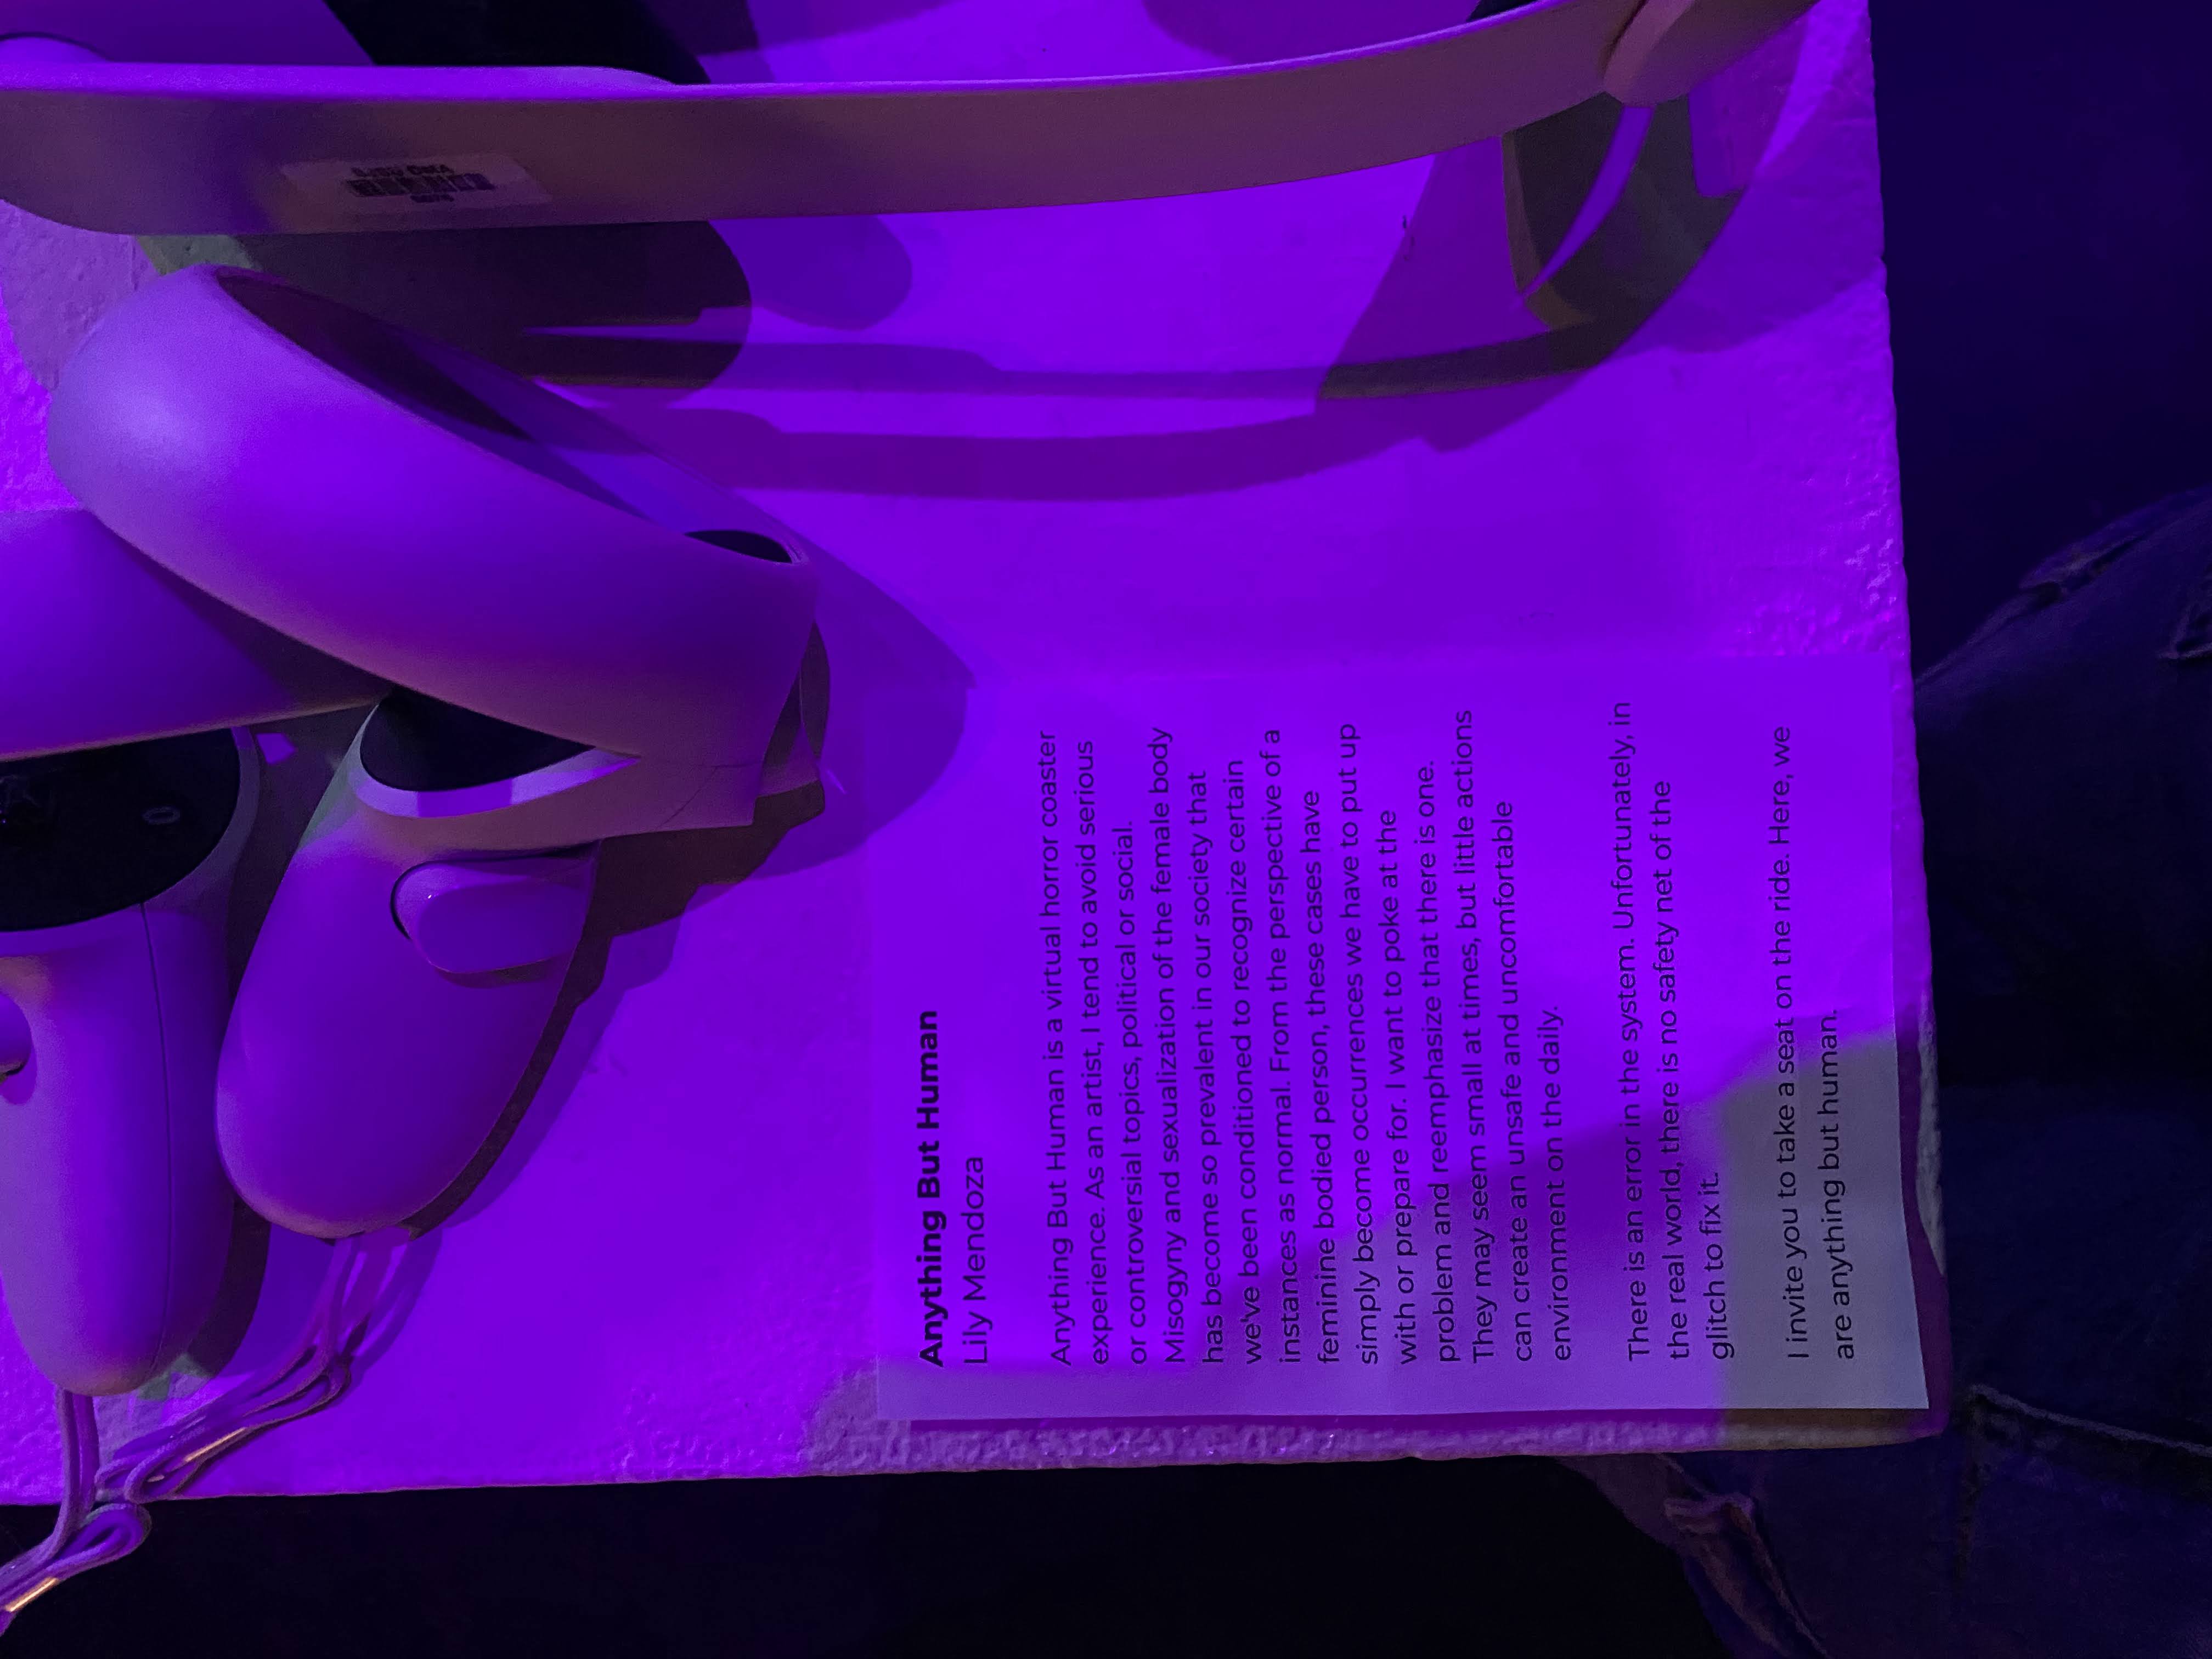 Anything But Human
Lily Mendoza
Anything But Human is a virtual horror coaster
experience. As an artist, I tend to avoid serious
or controversial topics, political or social.
Misogyny and sexualization of the female body
has become so prevalent in our society that
we've been conditioned to recognize certain
instances as normal. From the perspective of a
feminine bodied person, these cases have
simply become occurrences we have to put up
with or prepare for. I want to poke at the
problem and reemphasize that there is one.
They may seem small at times, but little actions
can create an unsafe and uncomfortable
environment on the daily.
There is an error in the system. Unfortunately, in
the real world, there is no safety net of the
glitch to fix it.
I invite you to take a seat on the ride. Here, we
are anything but human.